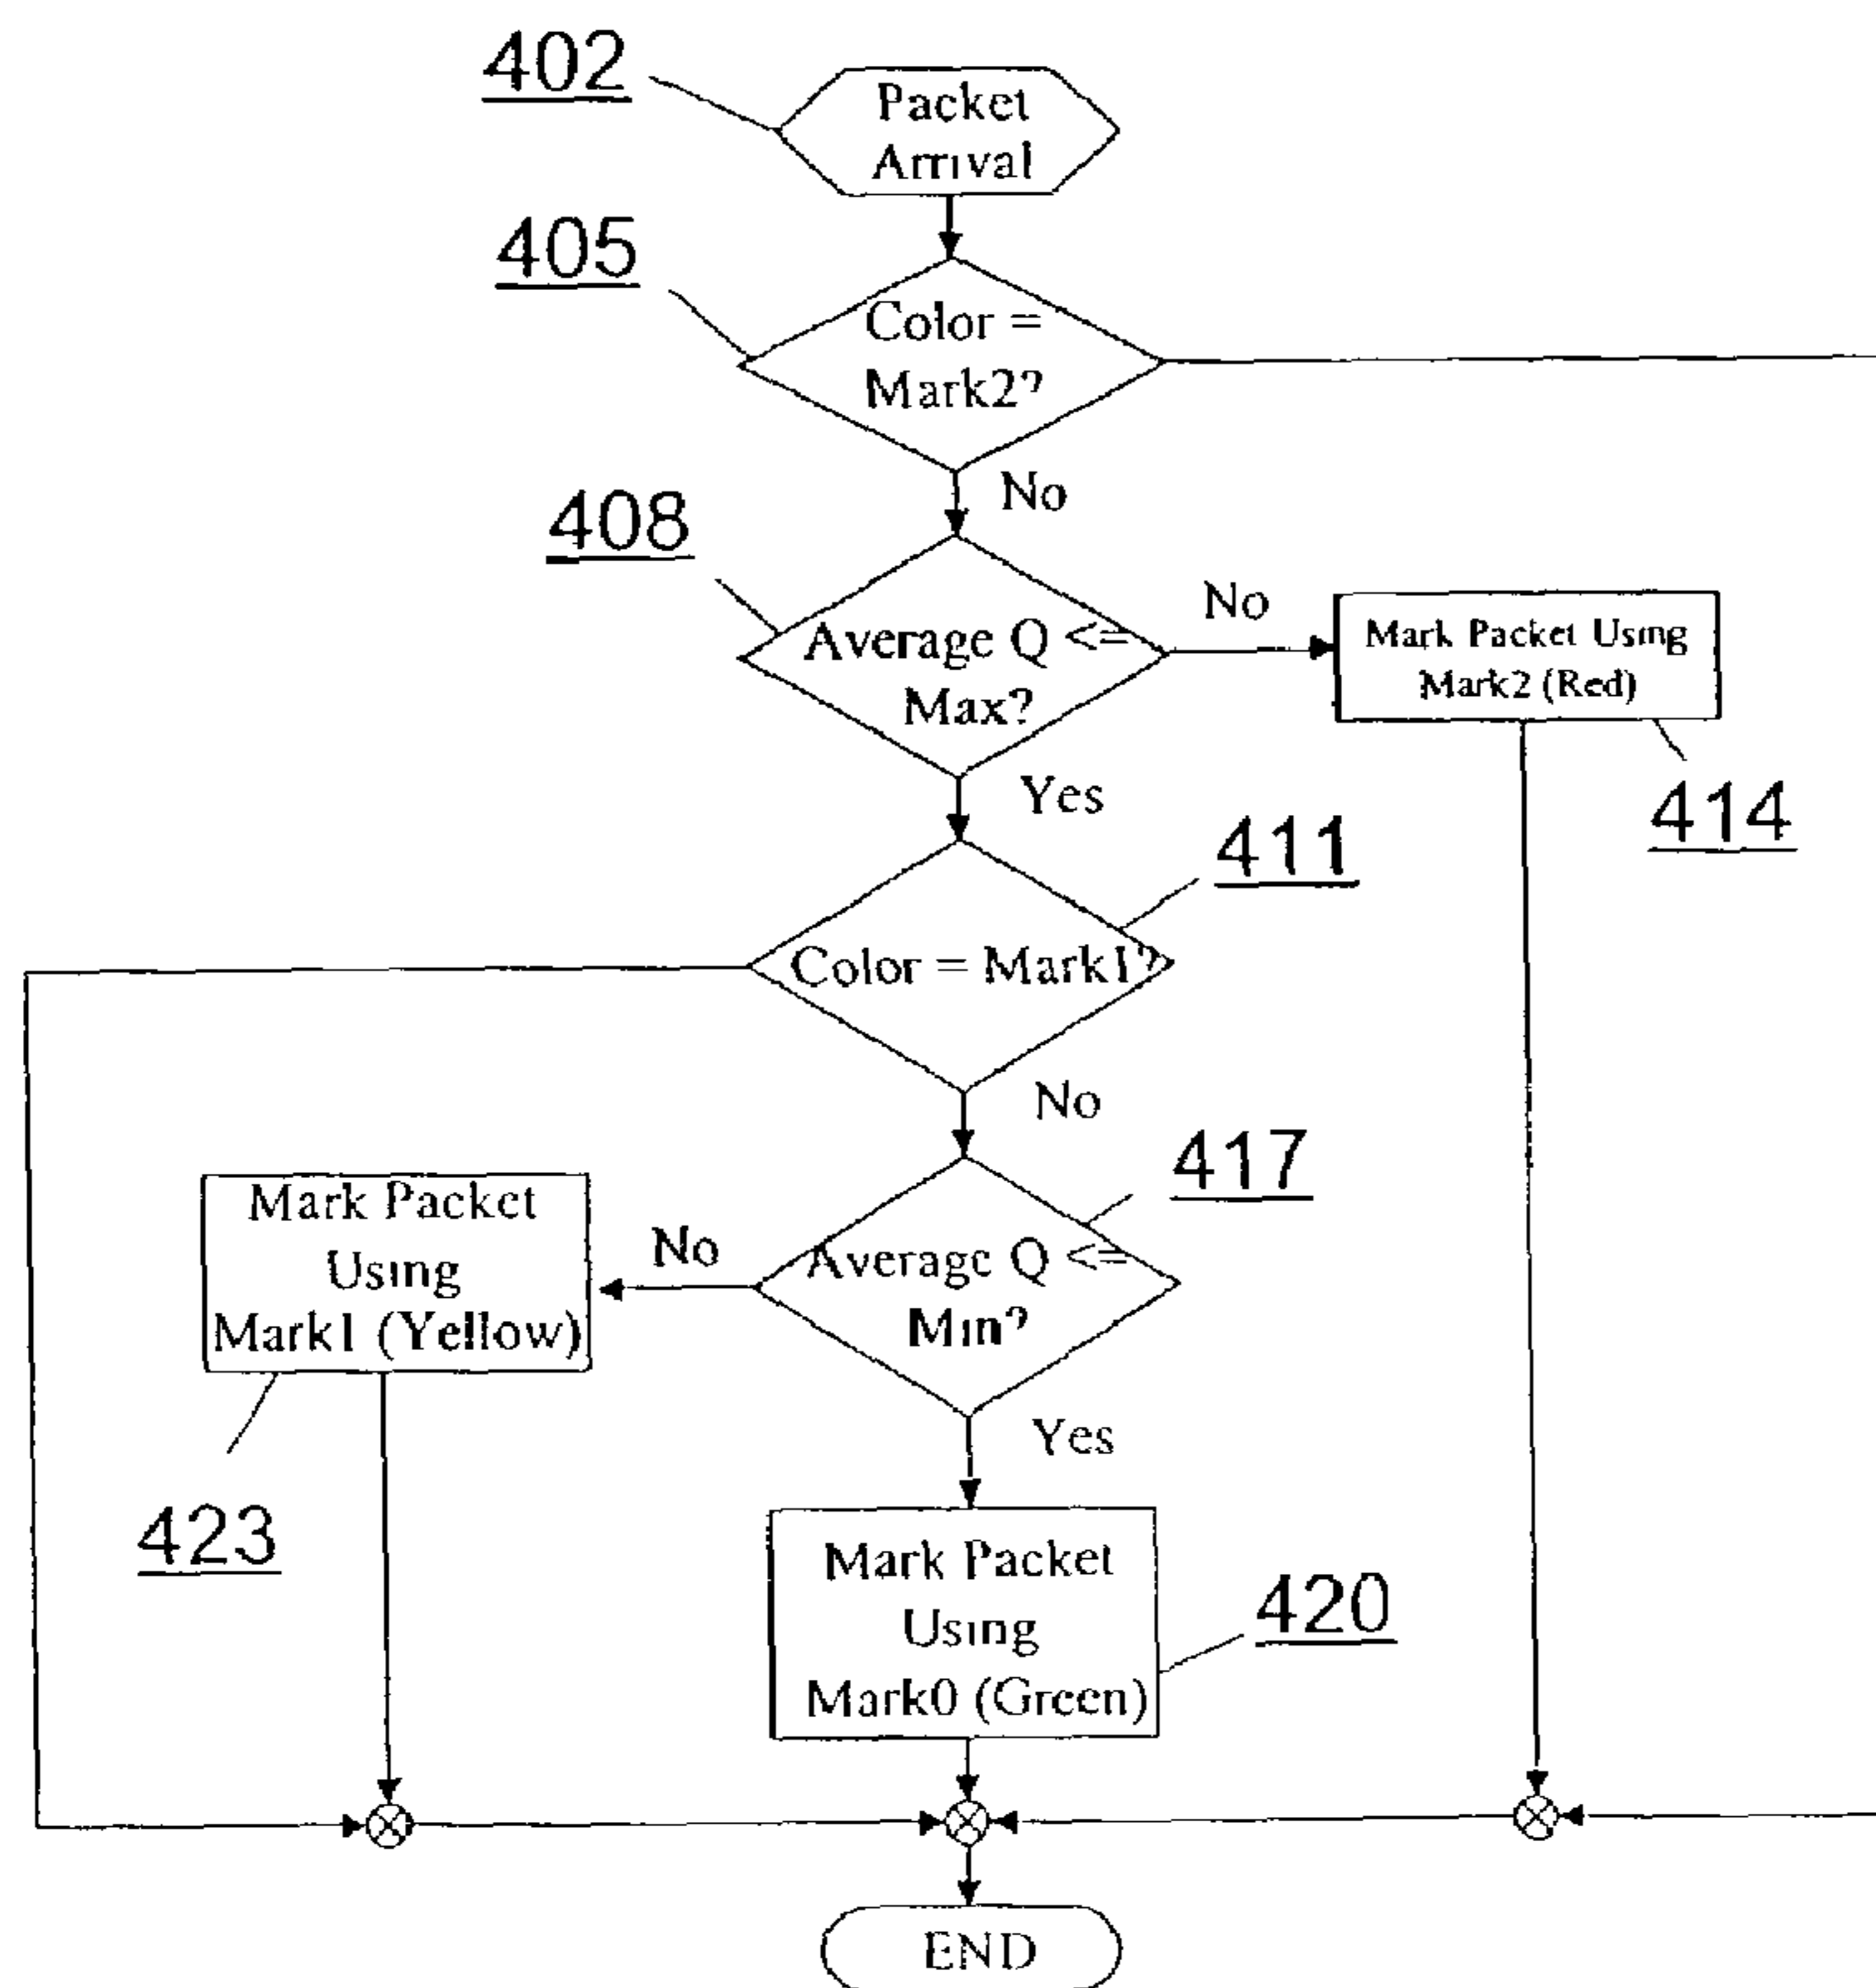 402
Packet
Arrival
405
Color =
Mark2?
No
408
Average Q <=
Max?
No
Mark Packet Using
Mark2 (Red)
414
Yes
411
Color = Mark1?
No
417
Average Q <=
Min?
No
Mark Packet
Using
Mark1 (Yellow)
423
Yes
Mark Packet
Using
Mark0 (Green)
420
END